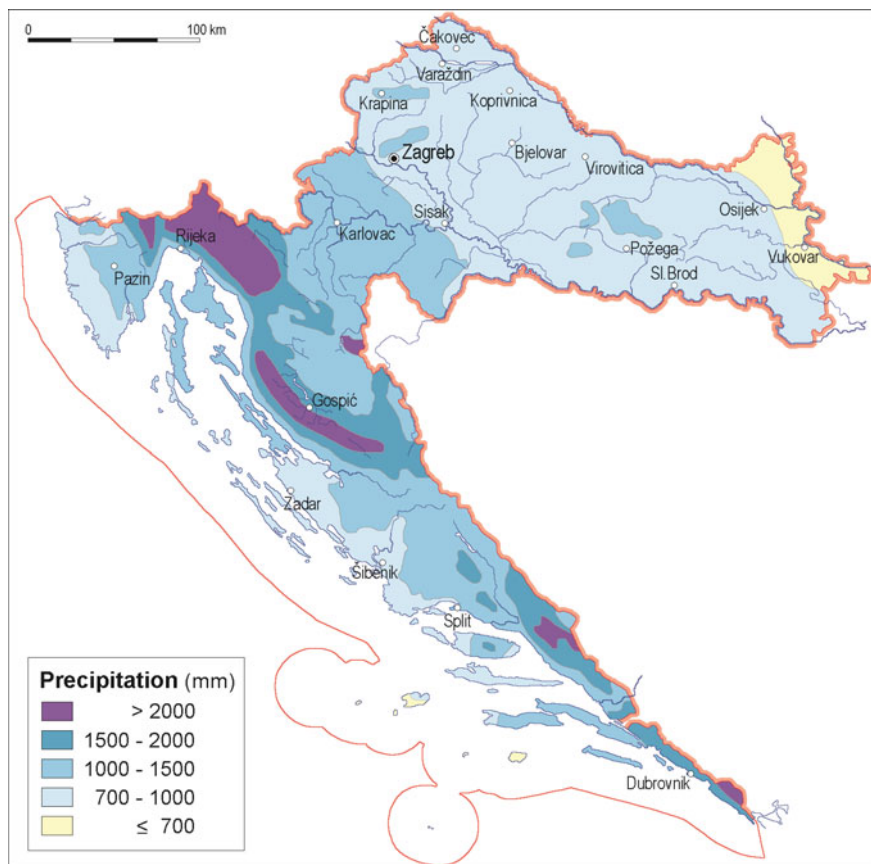 0 100 km
Čakovec
Varaždin
Krapina
Koprivnica
Zagreb
Bjelovar
Virovitica
Sisak
Osijek
Karlovac
Rijeka
Požega
Vukovar
Pazin
Sl.Brod
Gospić
Zadar
Šibenik
Split
Dubrovnik
Precipitation (mm)
> 2000
1500 - 2000
1000 - 1500
700 - 1000
≤ 700